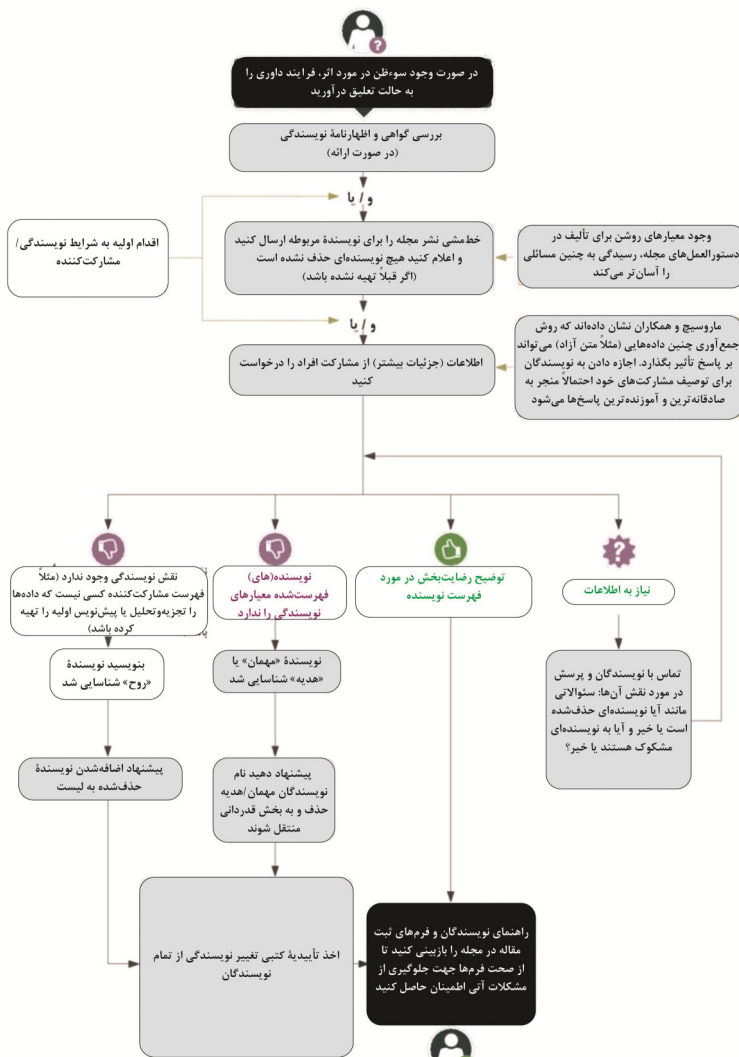 در صورت وجود سوءظن در مورد اثر، فرایند داوری را
به حالت تعلیق درآورید
بررسی گواهی و اظهارنامهٔ نویسندگی
(در صورت ارائه)
و / یا
خط‌مشی نشر مجله را برای نویسندهٔ مربوطه ارسال کنید
و اعلام کنید هیچ نویسنده‌ای حذف نشده است
(اگر قبلاً تهیه نشده باشد)
وجود معیارهای روشن برای تألیف در
دستورالعمل‌های مجله، رسیدگی به چنین مسائلی
را آسان‌تر می‌کند
اقدام اولیه به شرایط نویسندگی/
مشارکت‌کننده
و / یا
اطلاعات (جزئیات بیشتر) از مشارکت افراد را درخواست
کنید
ماروسیچ و همکاران نشان داده‌اند که روش
جمع‌آوری چنین داده‌هایی (مثلاً متن آزاد) می‌تواند
بر پاسخ تأثیر بگذارد. اجازه دادن به نویسندگان
برای توصیف مشارکت‌های خود احتمالاً منجر به
صادقانه‌ترین و آموزنده‌ترین پاسخ‌ها می‌شود
نیاز به اطلاعات
تماس با نویسندگان و پرسش
در مورد نقش آن‌ها: سئوالاتی
مانند آیا نویسنده‌ای حذف‌شده
است یا خیر و آیا به نویسنده‌ای
مشکوک هستند یا خیر؟
توضیح رضایت‌بخش در مورد
فهرست نویسنده
نویسنده(های)
فهرست‌شده معیارهای
نویسندگی را ندارد
نویسندهٔ «مهمان» یا
«هدیه» شناسایی شد
پیشنهاد دهید نام
نویسندگان مهمان/هدیه
حذف و به بخش قدردانی
منتقل شوند
نقش نویسندگی وجود ندارد (مثلاً
فهرست مشارکت‌کننده کسی نیست که داده‌ها
را تجزیه‌وتحلیل یا پیش‌نویس اولیه را تهیه
کرده باشد)
بنویسید نویسندهٔ
«روح» شناسایی شد
پیشنهاد اضافه‌شدن نویسندهٔ
حذف‌شده به لیست
اخذ تأییدیهٔ کتبی تغییر نویسندگی از تمام
نویسندگان
راهنمای نویسندگان و فرم‌های ثبت
مقاله در مجله را بازبینی کنید تا
از صحت فرم‌ها جهت جلوگیری از
مشکلات آتی اطمینان حاصل کنید